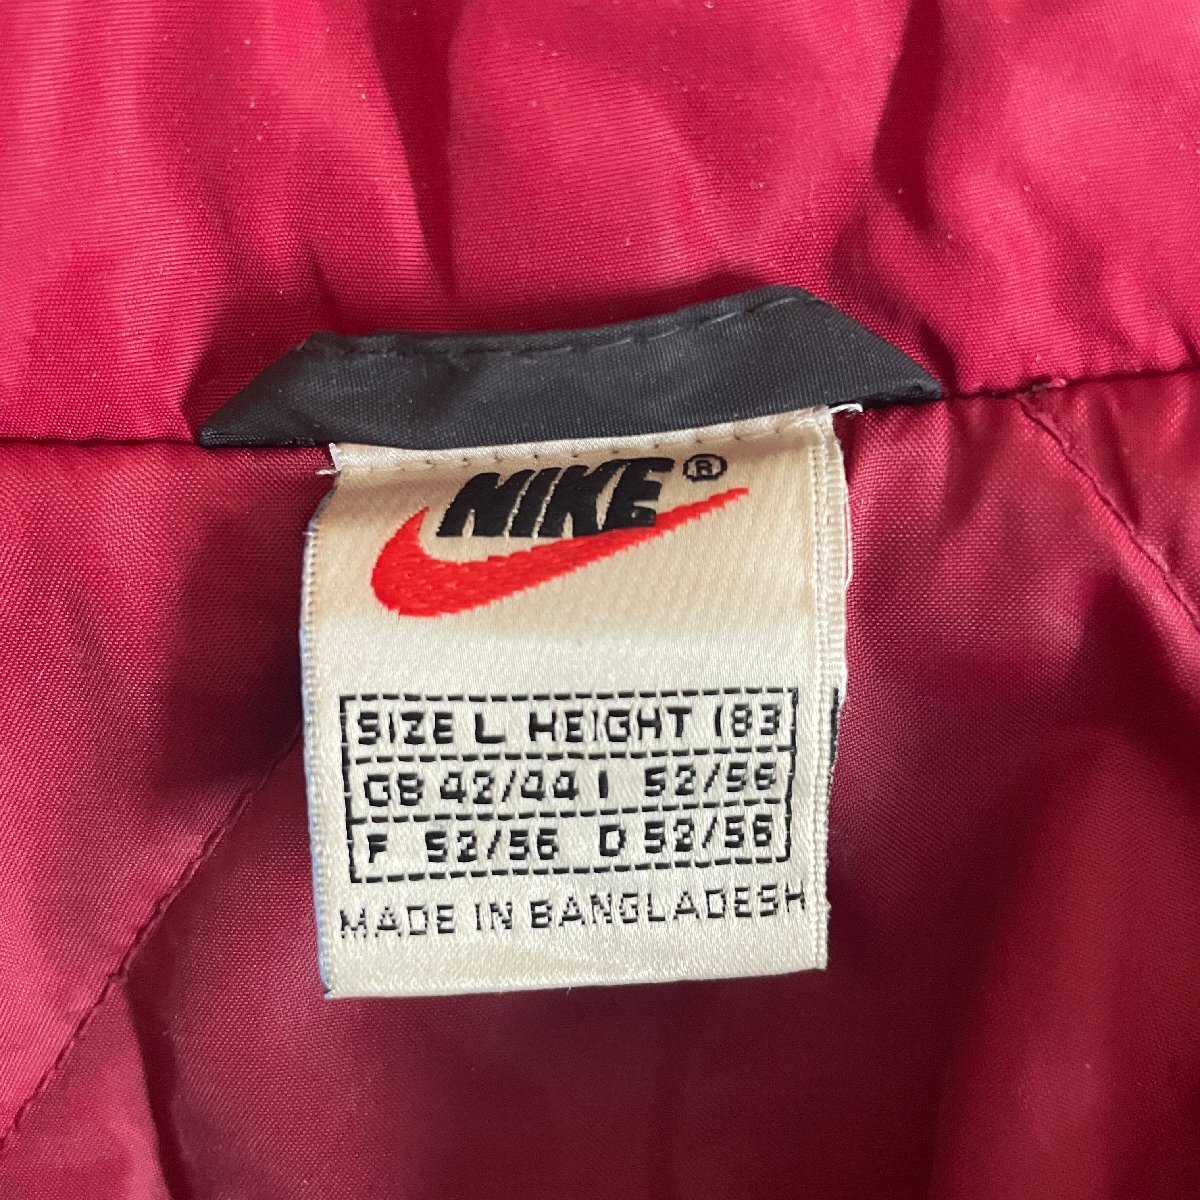 NIKE®
SIZE L HEIGHT 183
GB 42/44 I 52/56
F 52/56 D 52/56
MADE IN BANGLADESH